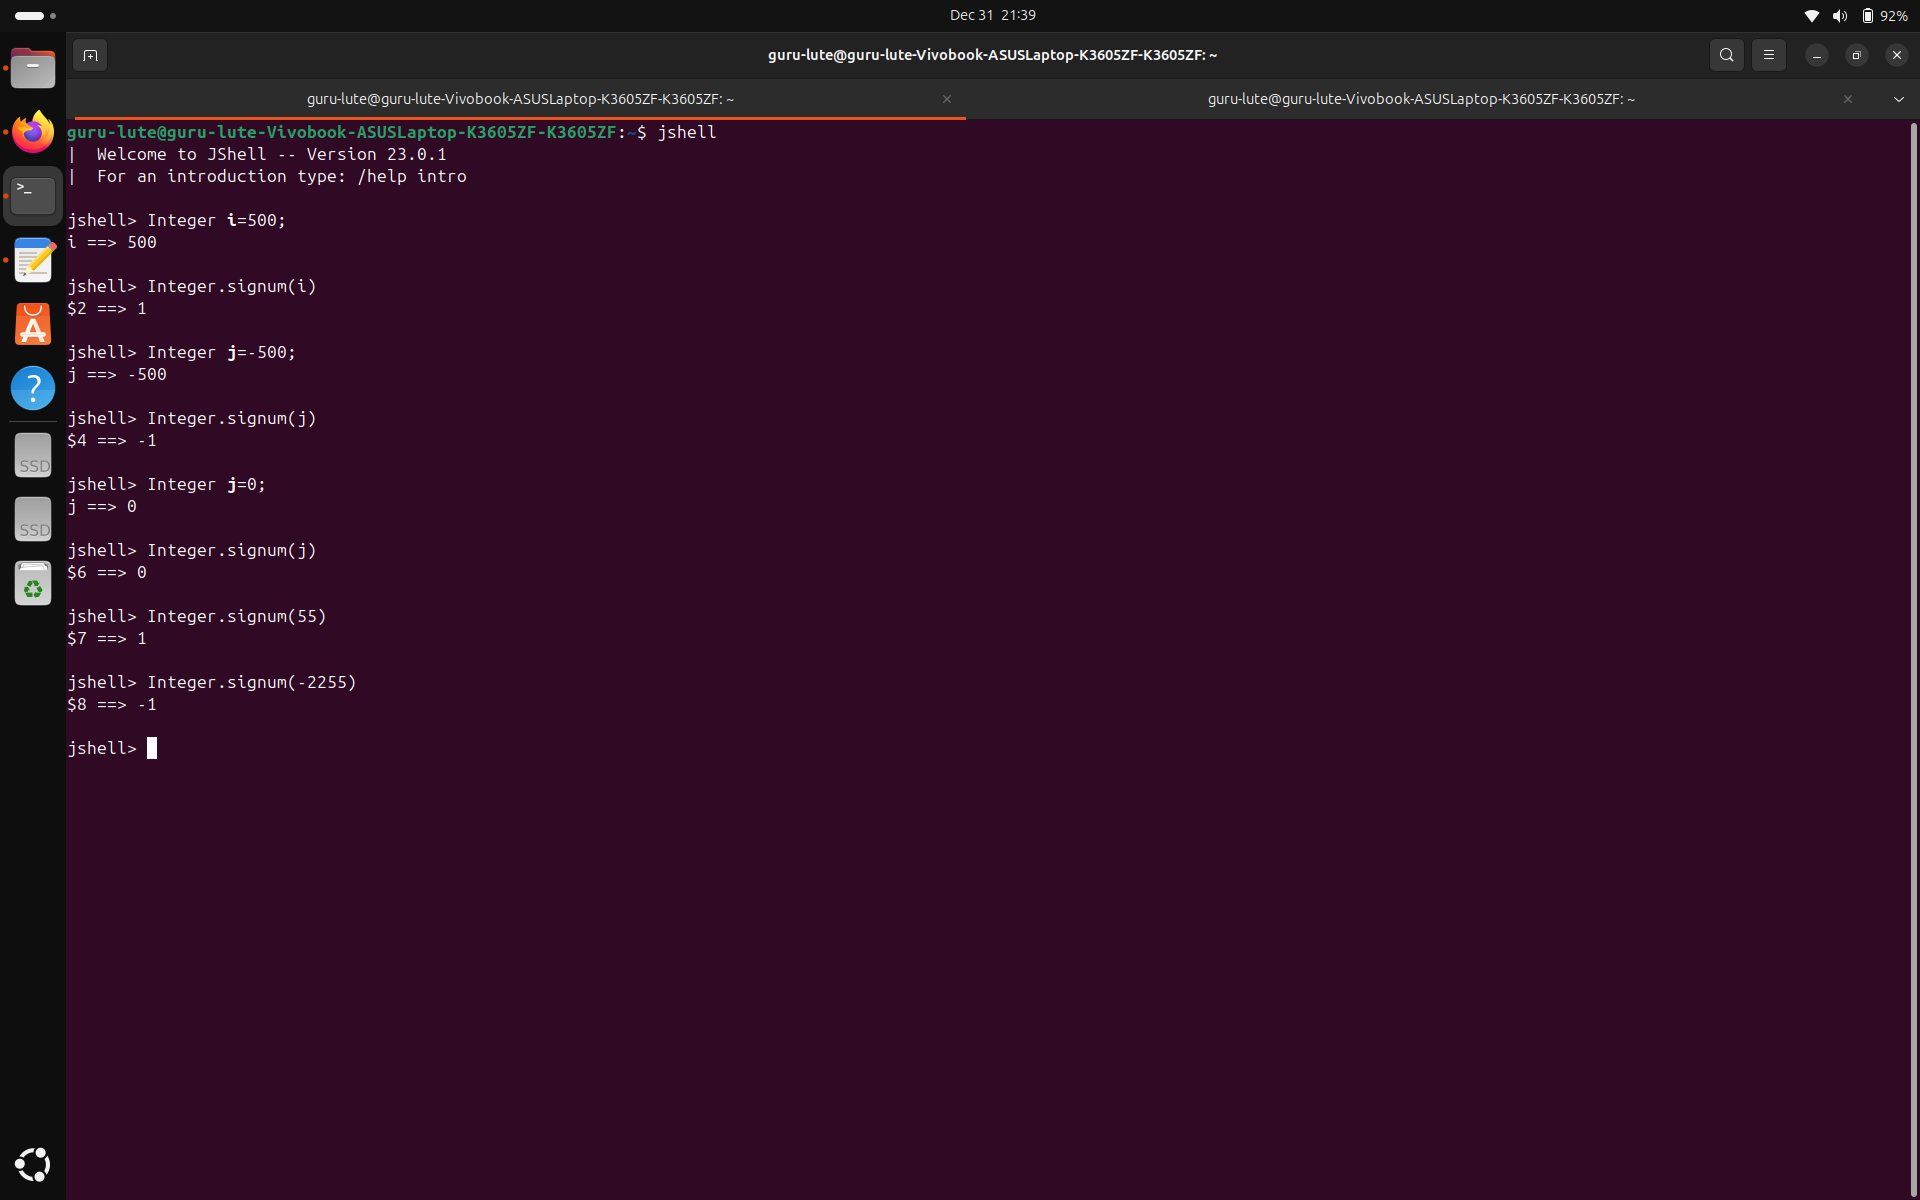 Dec 31 21:39
92%
guru-lute@guru-lute-Vivobook-ASUSLaptop-K3605ZF-K3605ZF: ~
guru-lute@guru-lute-Vivobook-ASUSLaptop-K3605ZF-K3605ZF: ~
guru-lute@guru-lute-Vivobook-ASUSLaptop-K3605ZF-K3605ZF: ~
guru-lute@guru-lute-Vivobook-ASUSLaptop-K3605ZF-K3605ZF:~$ jshell
|  Welcome to JShell -- Version 23.0.1
|  For an introduction type: /help intro
jshell> Integer i=500;
i ==> 500
jshell> Integer.signum(i)
$2 ==> 1
jshell> Integer j=-500;
j ==> -500
jshell> Integer.signum(j)
$4 ==> -1
jshell> Integer j=0;
j ==> 0
jshell> Integer.signum(j)
$6 ==> 0
jshell> Integer.signum(55)
$7 ==> 1
jshell> Integer.signum(-2255)
$8 ==> -1
jshell>
SSD
SSD